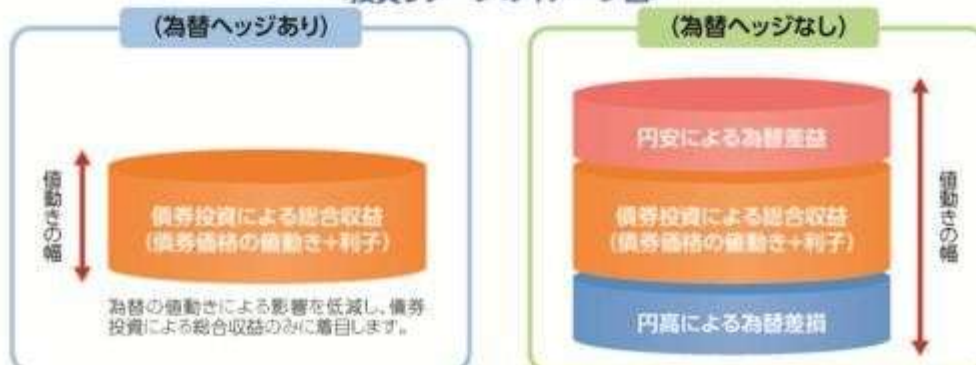 (為替ヘッジあり)
値動きの幅
債券投資による総合収益
(債券価格の値動き+利子)
為替の値動きによる影響を低減し、債券
投資による総合収益のみに着目します。
(為替ヘッジなし)
円安による為替差益
債券投資による総合収益
(債券価格の値動き+利子)
円高による為替差損
値動きの幅